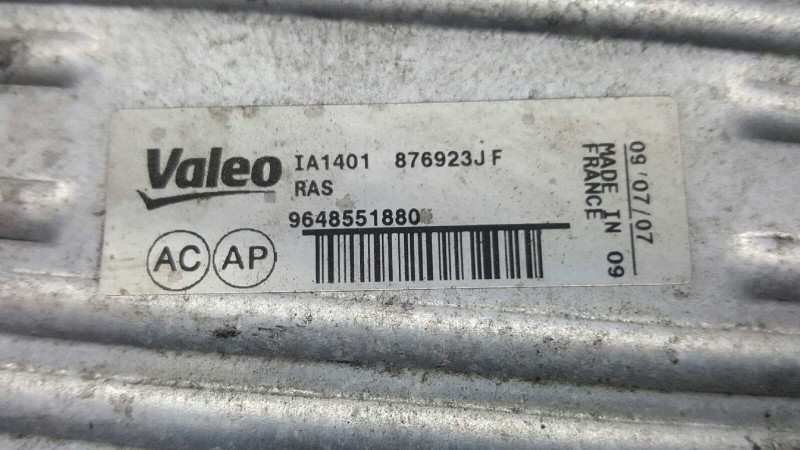 Valeo
IA1401 876923J F
RAS
9648551880
AC AP
MADE IN 09
FRANCE
09/07/07